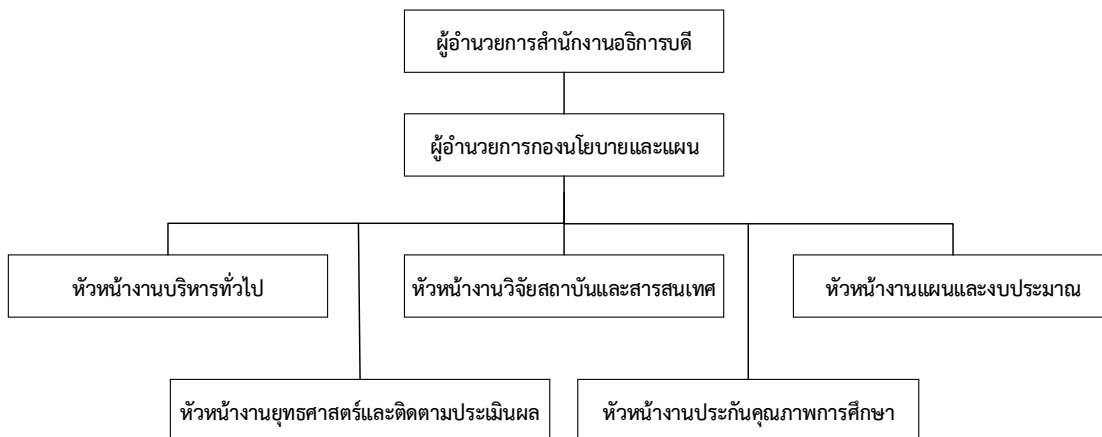 ผู้อำนวยการสำนักงานอธิการบดี
ผู้อำนวยการกองนโยบายและแผน
หัวหน้างานบริหารทั่วไป
หัวหน้างานวิจัยสถาบันและสารสนเทศ
หัวหน้างานแผนและงบประมาณ
หัวหน้างานยุทธศาสตร์และติดตามประเมินผล
หัวหน้างานประกันคุณภาพการศึกษา